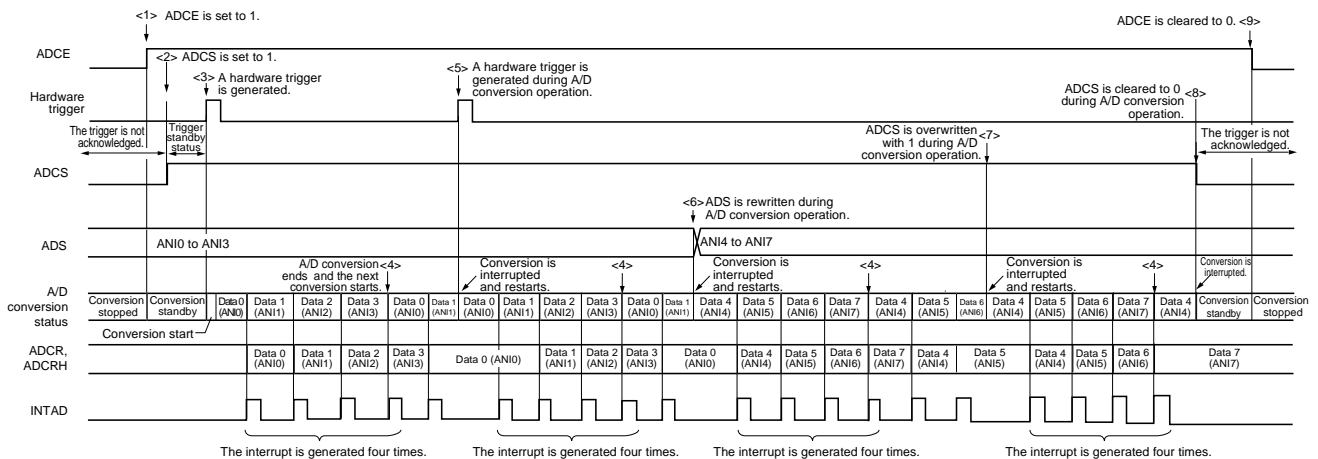 <1> ADCE is set to 1.
ADCE is cleared to 0. <9>
ADCE
<2> ADCS is set to 1.
<3> A hardware trigger
is generated.
<5> A hardware trigger is
generated during A/D
conversion operation.
ADCS is cleared to 0 <8>
during A/D conversion
operation.
Hardware
trigger
The trigger is not
acknowledged.
Trigger
standby
status
ADCS is overwritten <7>
with 1 during A/D
conversion operation.
The trigger is not
acknowledged.
ADCS
<6> ADS is rewritten during
A/D conversion operation.
ADS
ANI0 to ANI3
ANI4 to ANI7
A/D conversion <4>
ends and the next
conversion starts.
Conversion is
interrupted
and restarts.
<4>
Conversion is
interrupted
and restarts.
<4>
Conversion is
interrupted
and restarts.
<4>
Conversion is
interrupted.
A/D
conversion
status
Conversion
stopped
Conversion
standby
Data 0
(ANI0)
Data 1
(ANI1)
Data 2
(ANI2)
Data 3
(ANI3)
Data 0
(ANI0)
Data 1
(ANI1)
Data 0
(ANI0)
Data 1
(ANI1)
Data 2
(ANI2)
Data 3
(ANI3)
Data 0
(ANI0)
Data 1
(ANI1)
Data 4
(ANI4)
Data 5
(ANI5)
Data 6
(ANI6)
Data 7
(ANI7)
Data 4
(ANI4)
Data 5
(ANI5)
Data 6
(ANI6)
Data 4
(ANI4)
Data 5
(ANI5)
Data 6
(ANI6)
Data 7
(ANI7)
Data 4
(ANI4)
Conversion
standby
Conversion
stopped
Conversion start
ADCR,
ADCRH
Data 0
(ANI0)
Data 1
(ANI1)
Data 2
(ANI2)
Data 3
(ANI3)
Data 0 (ANI0)
Data 1
(ANI1)
Data 2
(ANI2)
Data 3
(ANI3)
Data 0
(ANI0)
Data 4
(ANI4)
Data 5
(ANI5)
Data 6
(ANI6)
Data 7
(ANI7)
Data 4
(ANI4)
Data 5
(ANI5)
Data 4
(ANI4)
Data 5
(ANI5)
Data 6
(ANI6)
Data 7
(ANI7)
INTAD
The interrupt is generated four times.
The interrupt is generated four times.
The interrupt is generated four times.
The interrupt is generated four times.